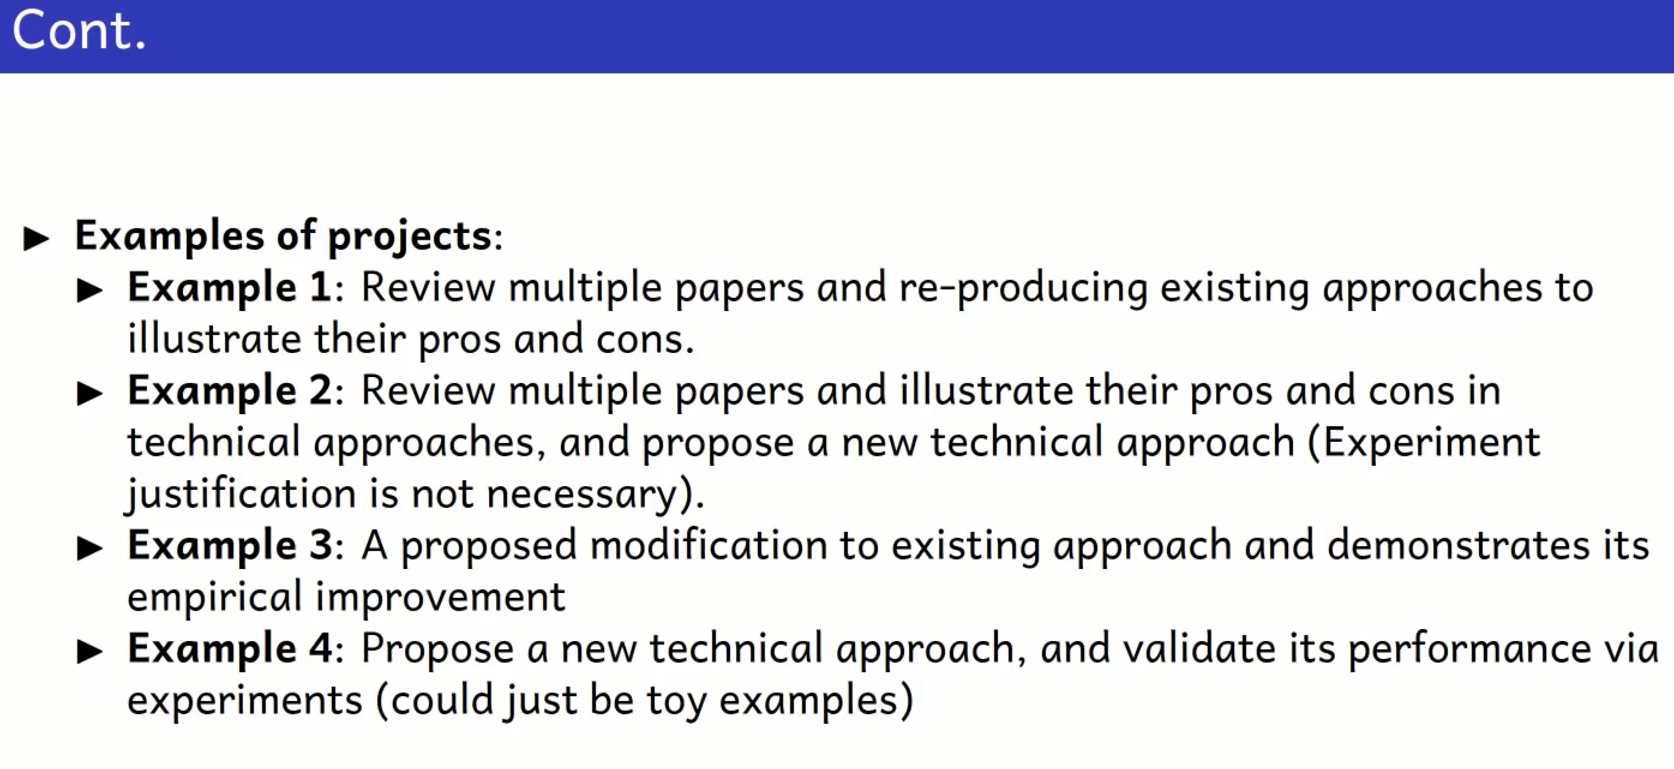 Cont.
▶ Examples of projects:
▶ Example 1: Review multiple papers and re-producing existing approaches to
illustrate their pros and cons.
▶ Example 2: Review multiple papers and illustrate their pros and cons in
technical approaches, and propose a new technical approach (Experiment
justification is not necessary).
▶ Example 3: A proposed modification to existing approach and demonstrates its
empirical improvement
▶ Example 4: Propose a new technical approach, and validate its performance via
experiments (could just be toy examples)